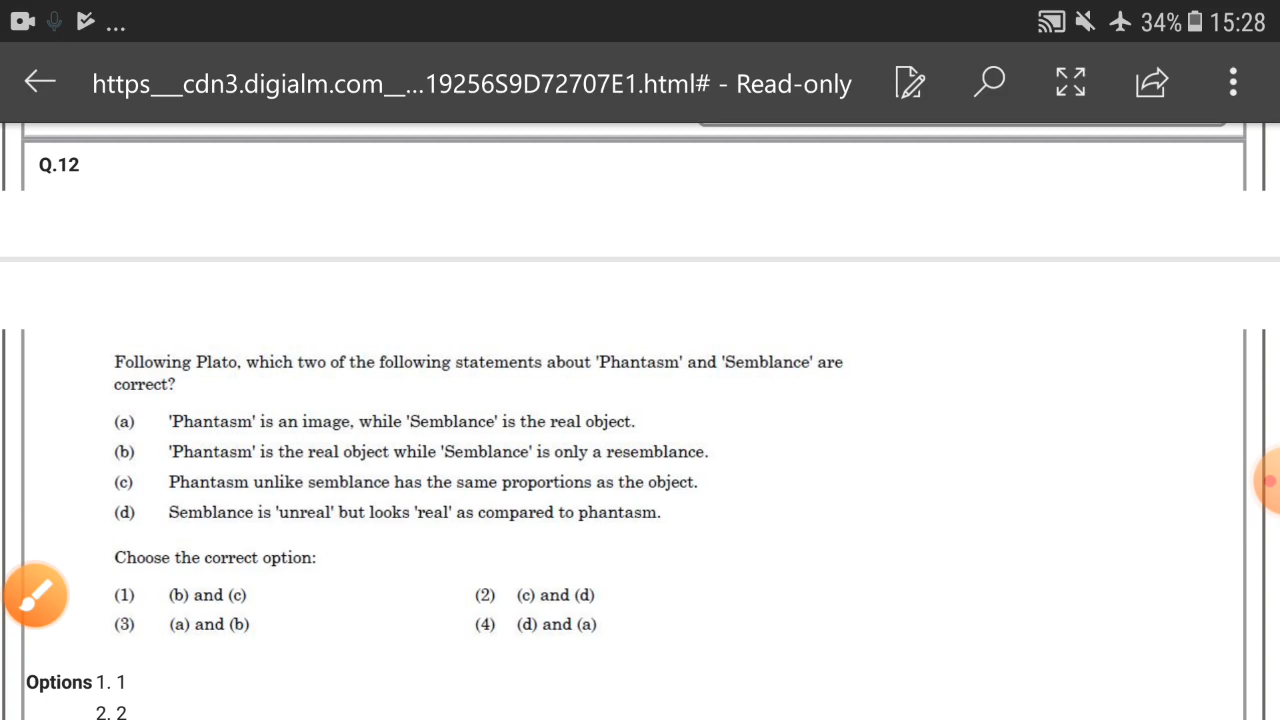 ... 34% 15:28
https___cdn3.digialm.com__...19256S9D72707E1.html# - Read-only
Q.12
Following Plato, which two of the following statements about 'Phantasm' and 'Semblance' are
correct?
(a) 'Phantasm' is an image, while 'Semblance' is the real object.
(b) 'Phantasm' is the real object while 'Semblance' is only a resemblance.
(c) Phantasm unlike semblance has the same proportions as the object.
(d) Semblance is 'unreal' but looks 'real' as compared to phantasm.
Choose the correct option:
(1) (b) and (c) (2) (c) and (d)
(3) (a) and (b) (4) (d) and (a)
Options 1. 1
2. 2